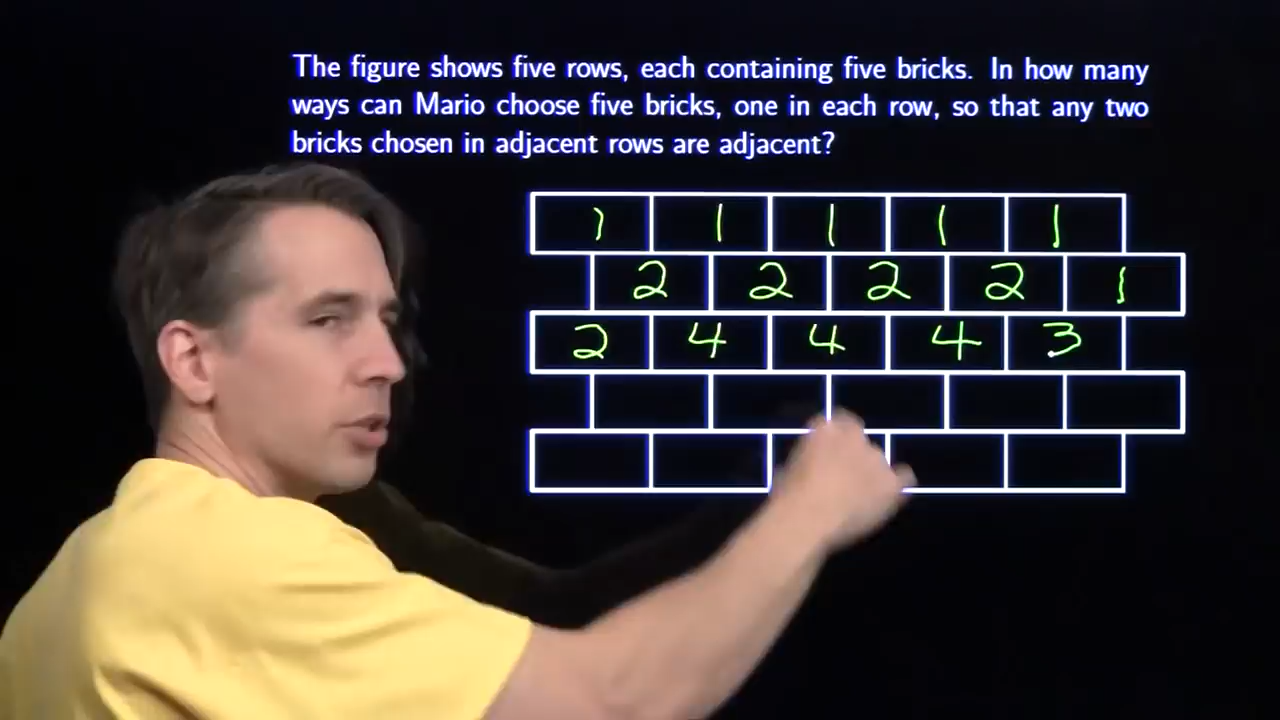 The figure shows five rows, each containing five bricks. In how many
ways can Mario choose five bricks, one in each row, so that any two
bricks chosen in adjacent rows are adjacent?
1 1 1 1 1
2 2 2 2 1
2 4 4 4 3